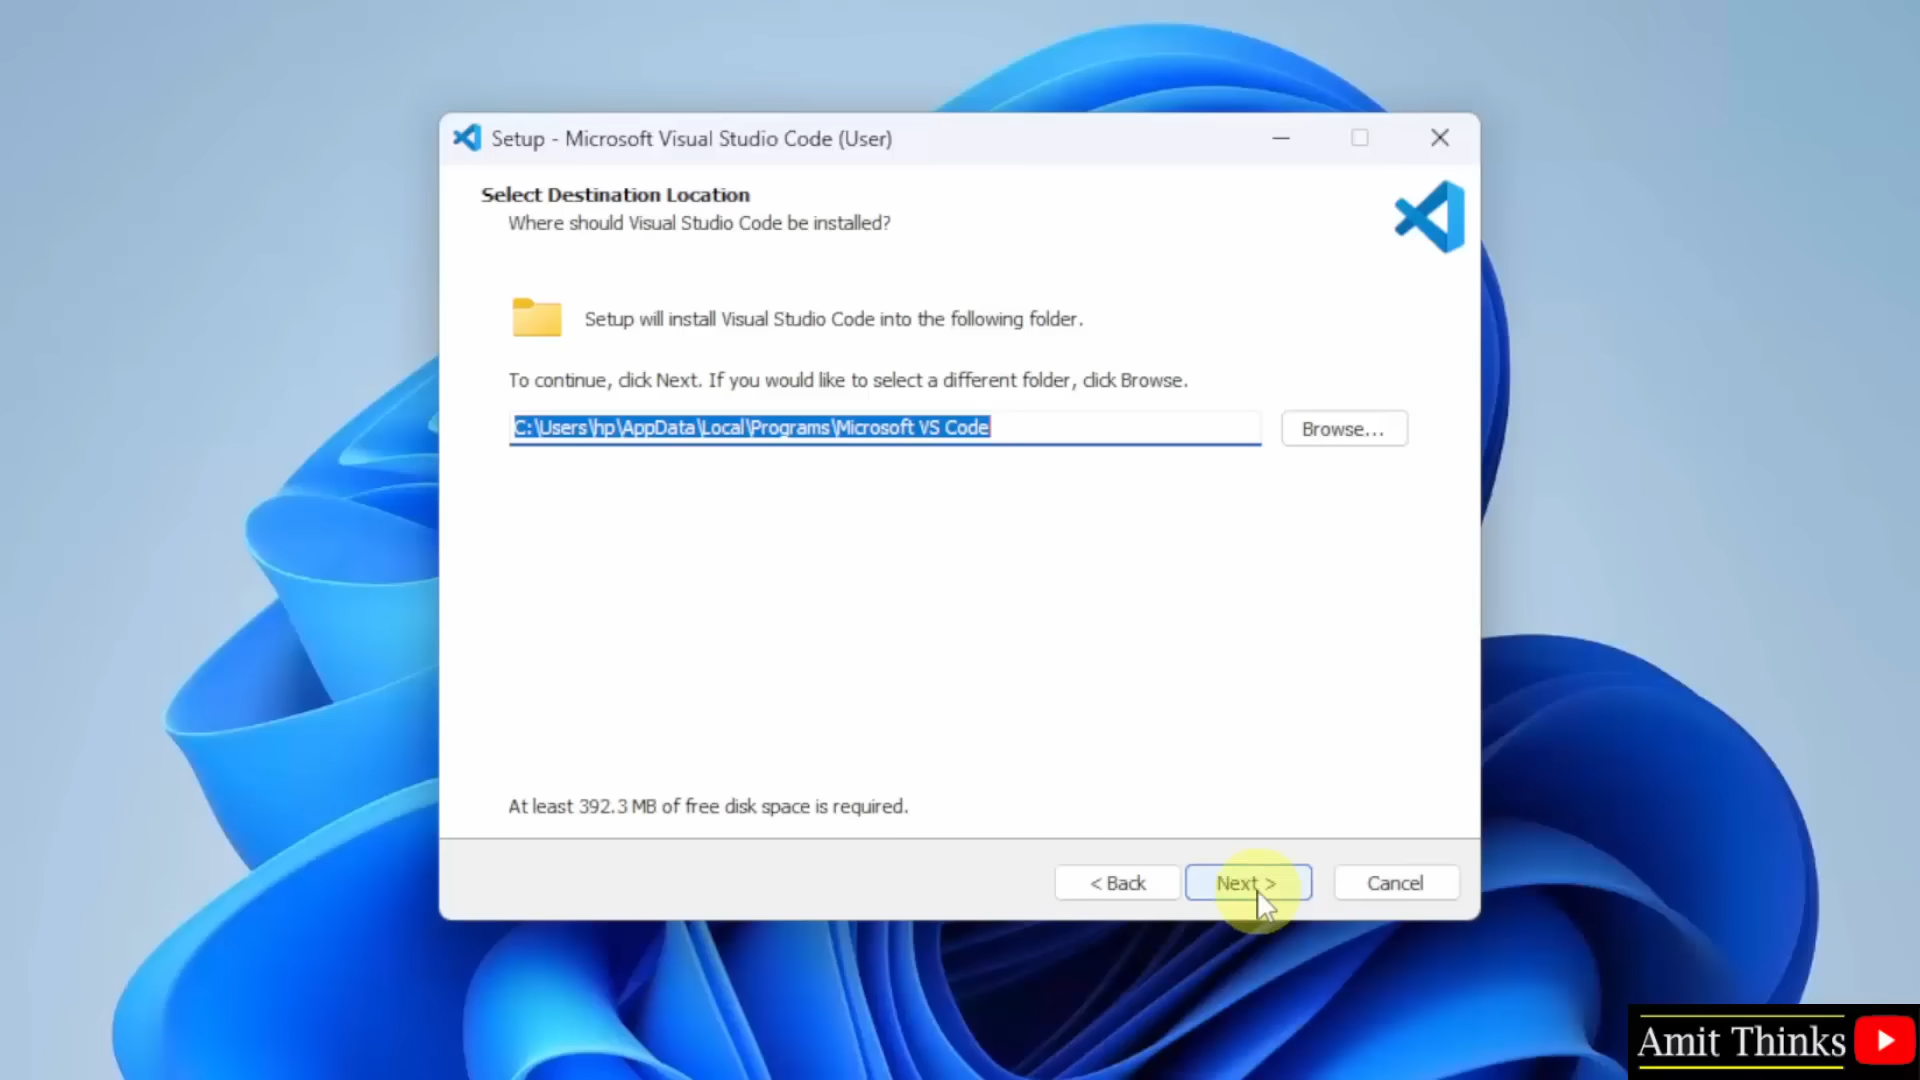 Setup - Microsoft Visual Studio Code (User)
Select Destination Location
Where should Visual Studio Code be installed?
Setup will install Visual Studio Code into the following folder.
To continue, click Next. If you would like to select a different folder, click Browse.
C:\Users\hp\AppData\Local\Programs\Microsoft VS Code
Browse...
At least 392.3 MB of free disk space is required.
< Back
Next >
Cancel
Amit Thinks